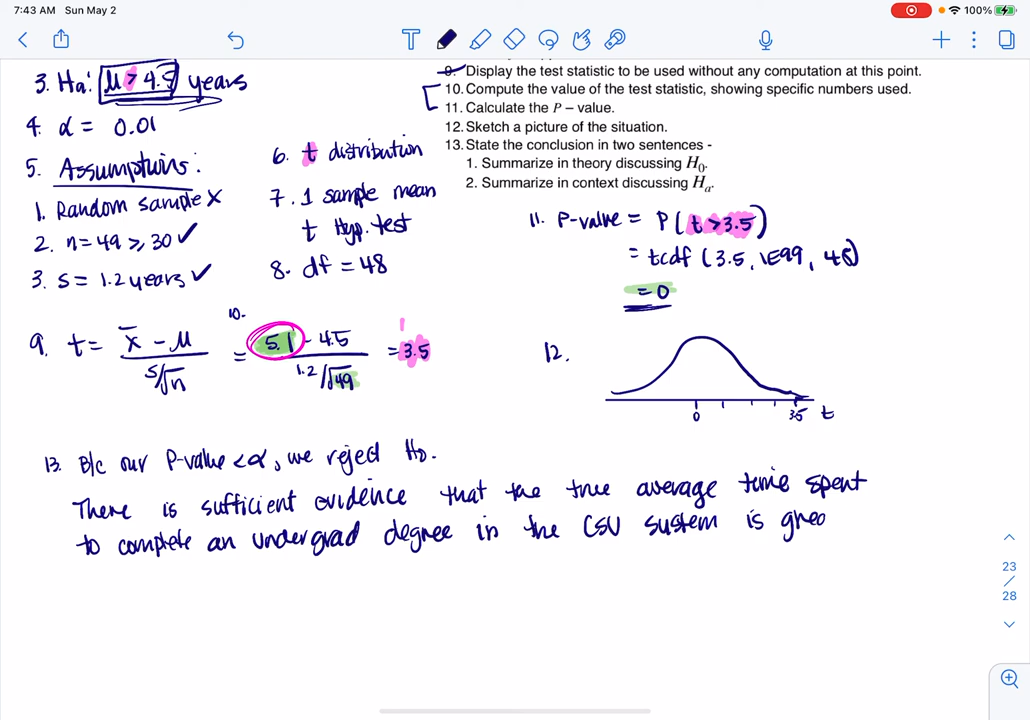 7:43 AM Sun May 2
100%
3. Ha: μ > 4.5 years
4. α = 0.01
5. Assumptions:
1. Random sample X
2. n=49 ≥ 30 ✓
3. s = 1.2 years ✓
6. t distribution
7. 1 sample mean
t Hyp. test
8. df = 48
9. Display the test statistic to be used without any computation at this point.
10. Compute the value of the test statistic, showing specific numbers used.
11. Calculate the P – value.
12. Sketch a picture of the situation.
13. State the conclusion in two sentences -
1. Summarize in theory discussing H₀.
2. Summarize in context discussing Hₐ.
11. P-value = P(t > 3.5)
= tcdf (3.5, 1E99, 48)
= 0
10.
9. t = x̄ - μ / s/√n = 5.1 - 4.5 / 1.2/√49 = 3.5
12.
0 3.5 t
13. B/c our P-value < α, we reject H₀.
There is sufficient evidence that the true average time spent
to complete an undergrad degree in the CSU system is grea
23
/
28